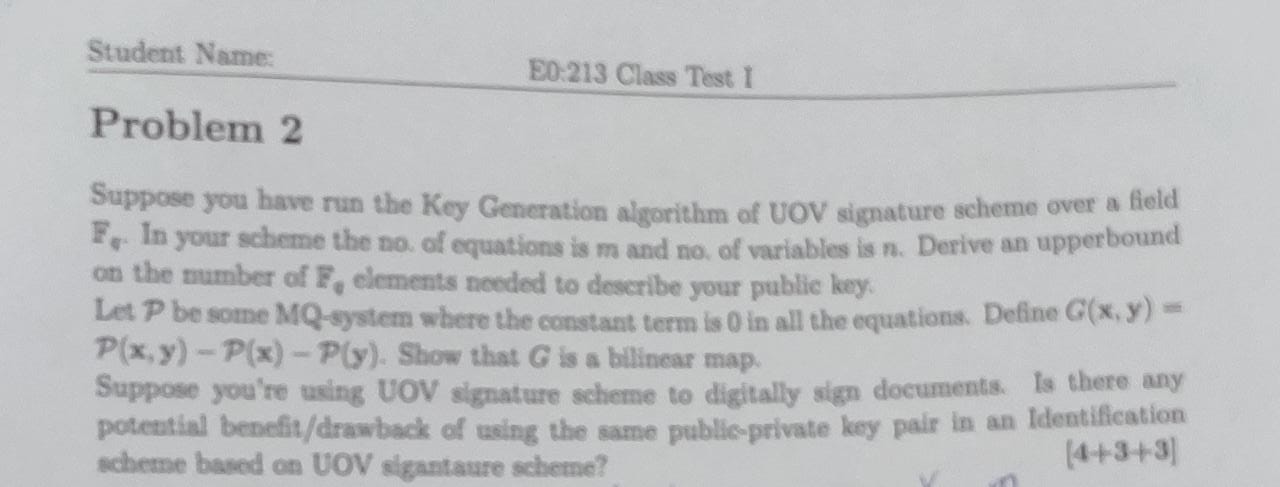 Student Name:
E0:213 Class Test I
Problem 2
Suppose you have run the Key Generation algorithm of UOV signature scheme over a field
F_q. In your scheme the no. of equations is m and no. of variables is n. Derive an upperbound
on the number of F_q elements needed to describe your public key.
Let P be some MQ-system where the constant term is 0 in all the equations. Define G(x, y) =
P(x, y) − P(x) − P(y). Show that G is a bilinear map.
Suppose you're using UOV signature scheme to digitally sign documents. Is there any
potential benefit/drawback of using the same public-private key pair in an Identification
scheme based on UOV sigantaure scheme?
[4+3+3]